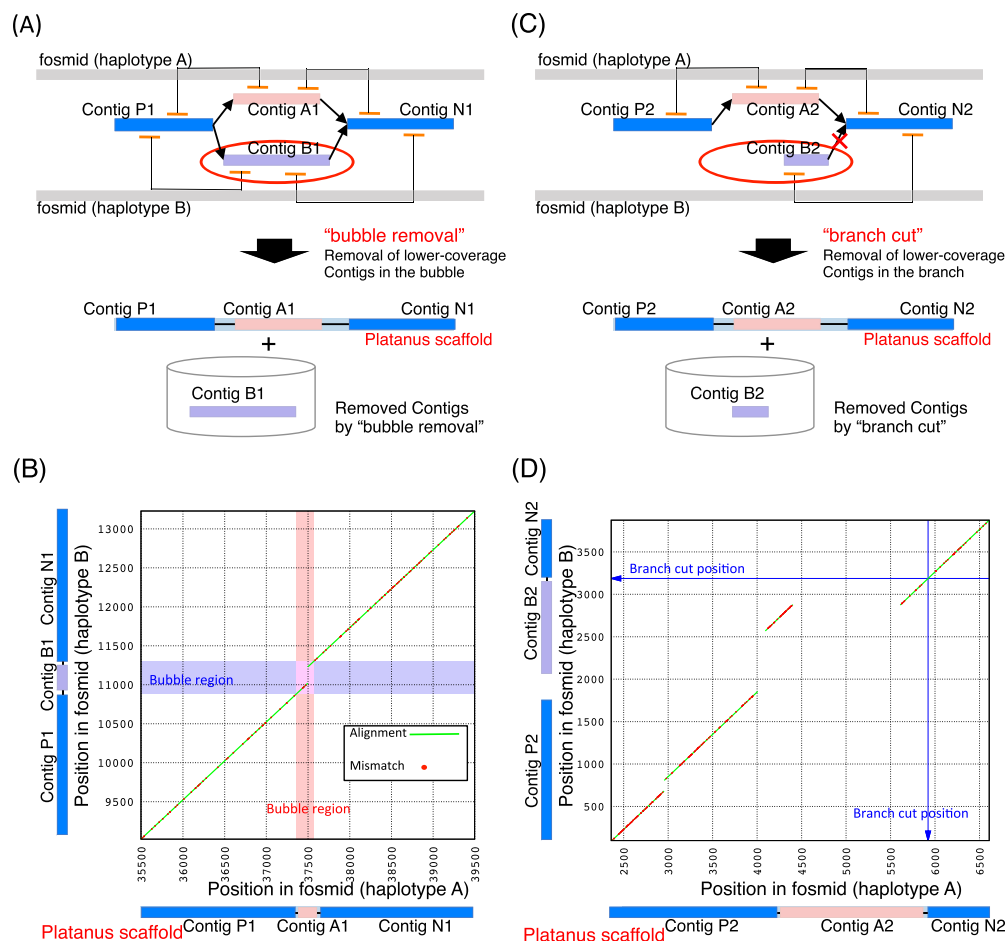 (A)
fosmid (haplotype A)
Contig P1
Contig A1
Contig N1
Contig B1
fosmid (haplotype B)
“bubble removal”
Removal of lower-coverage
Contigs in the bubble
Contig P1
Contig A1
Contig N1
Platanus scaffold
+
Contig B1
Removed Contigs
by “bubble removal”
(C)
fosmid (haplotype A)
Contig P2
Contig A2
Contig N2
Contig B2
fosmid (haplotype B)
“branch cut”
Removal of lower-coverage
Contigs in the branch
Contig P2
Contig A2
Contig N2
Platanus scaffold
+
Contig B2
Removed Contigs
by “branch cut”
(B)
Contig N1
Contig B1
Contig P1
Position in fosmid (haplotype B)
13000
12000
11500
11000
10500
10000
9500
Bubble region
Alignment
Mismatch
Bubble region
35500
36000
36500
37000
37500
38000
38500
39000
39500
Position in fosmid (haplotype A)
Contig P1
Contig A1
Contig N1
Platanus scaffold
(D)
Contig N2
Contig B2
Contig P2
Position in fosmid (haplotype B)
3500
3000
2500
2000
1500
1000
500
Branch cut position
Branch cut position
2500
3000
3500
4000
4500
5000
5500
6000
6500
Position in fosmid (haplotype A)
Contig P2
Contig A2
Contig N2
Platanus scaffold